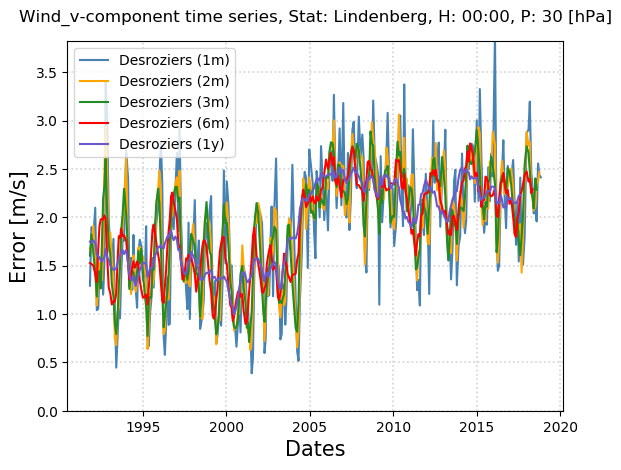 Wind_v-component time series, Stat: Lindenberg, H: 00:00, P: 30 [hPa]
Desroziers (1m)
Desroziers (2m)
Desroziers (3m)
Desroziers (6m)
Desroziers (1y)
Error [m/s]
3.5
3.0
2.5
2.0
1.5
1.0
0.5
0.0
1995 2000 2005 2010 2015 2020
Dates